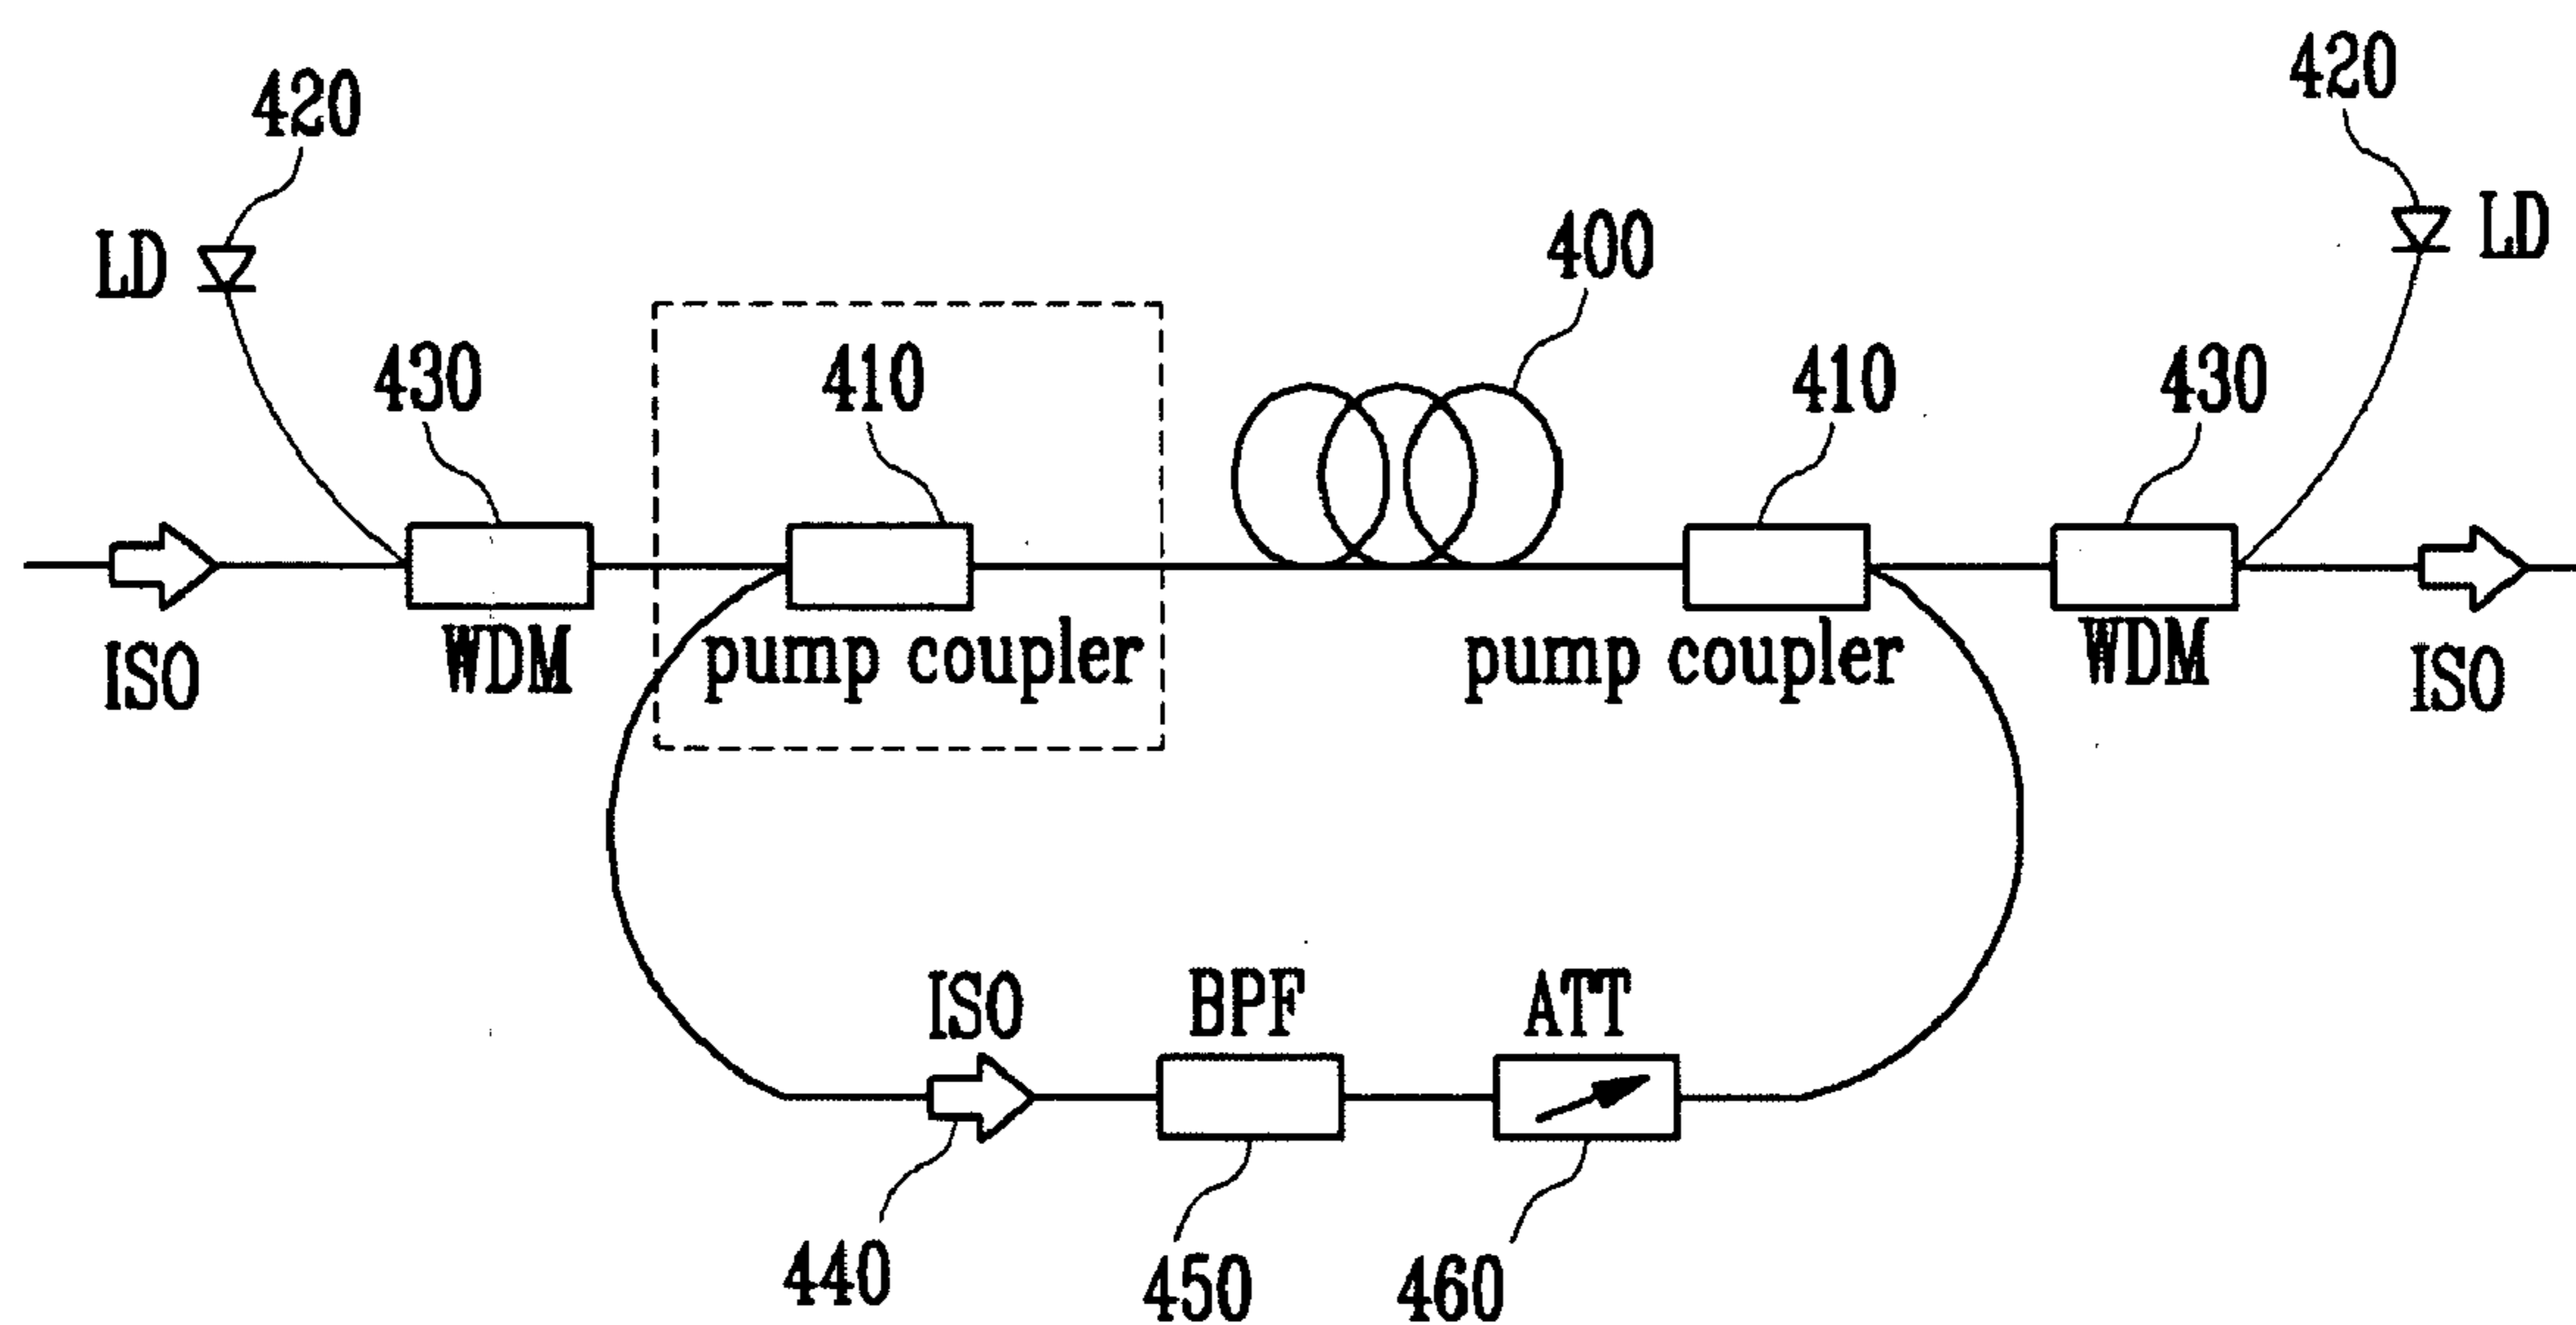 420
420
LD
LD
400
430
410
410
430
ISO
WDM
pump coupler
pump coupler
WDM
ISO
ISO
BPF
ATT
440
450
460